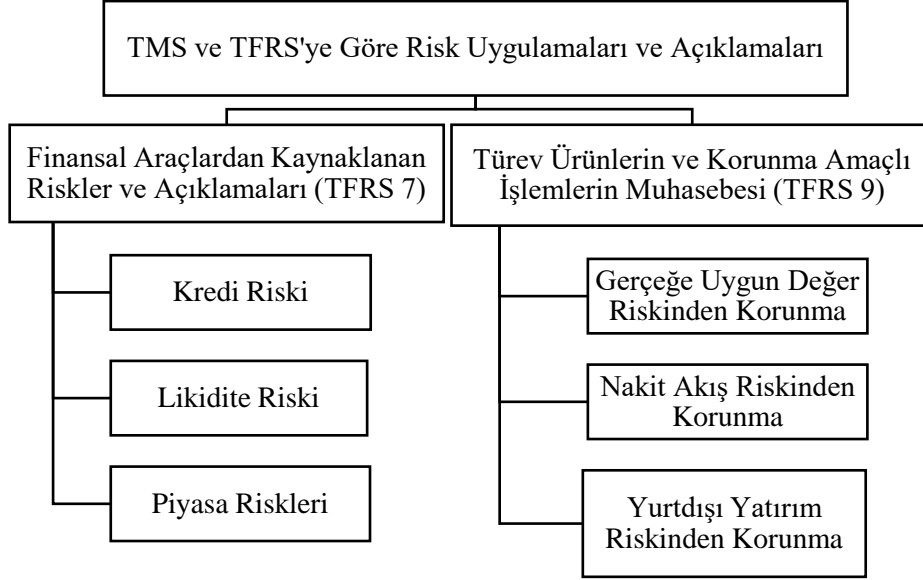 TMS ve TFRS'ye Göre Risk Uygulamaları ve Açıklamaları
Finansal Araçlardan Kaynaklanan
Riskler ve Açıklamaları (TFRS 7)
Kredi Riski
Likidite Riski
Piyasa Riskleri
Türev Ürünlerin ve Korunma Amaçlı
İşlemlerin Muhasebesi (TFRS 9)
Gerçeğe Uygun Değer
Riskinden Korunma
Nakit Akış Riskinden
Korunma
Yurtdışı Yatırım
Riskinden Korunma